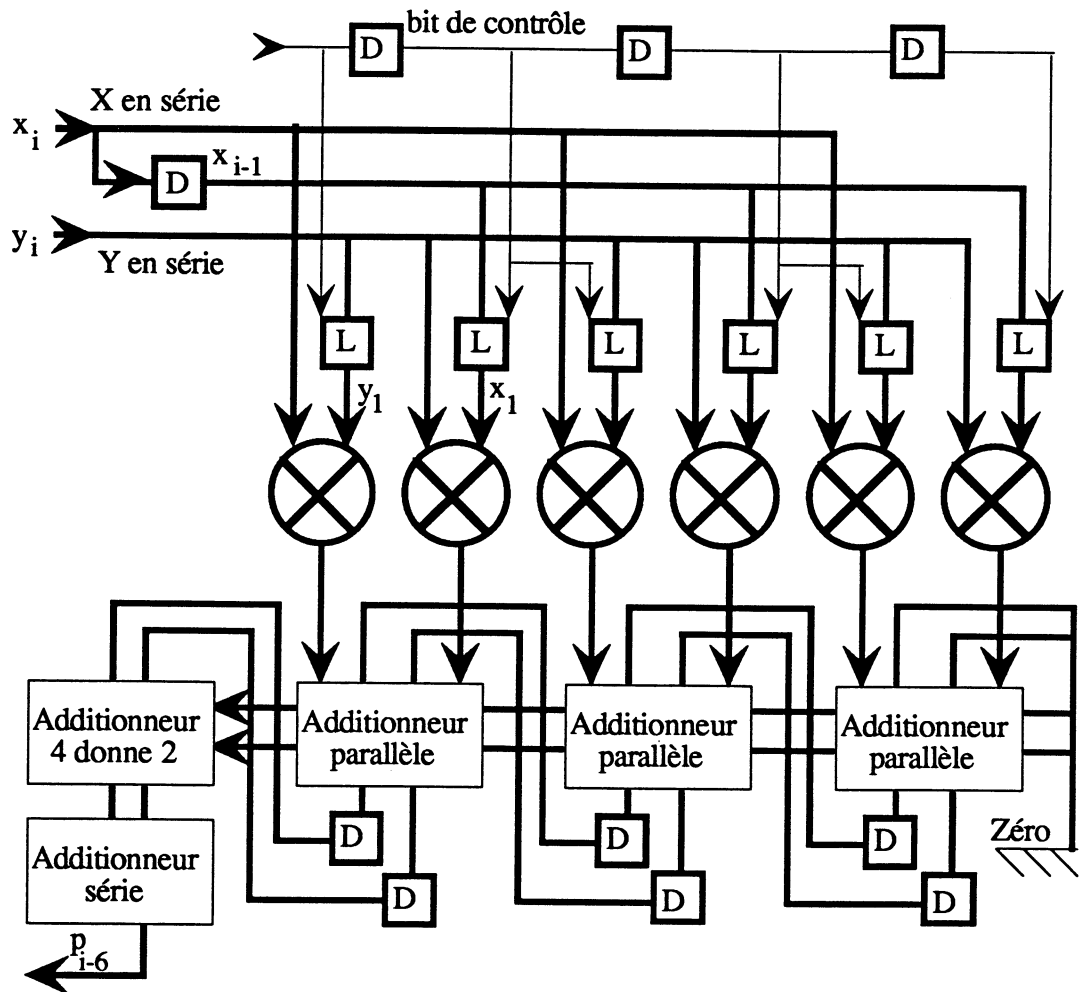 bit de contrôle
D
D
D
X en série
x i
D
x i-1
y i
Y en série
L
L
L
L
L
L
y 1
x 1
Additionneur
4 donne 2
Additionneur
parallèle
Additionneur
parallèle
Additionneur
parallèle
D
D
D
Zéro
Additionneur
série
D
D
D
p i-6